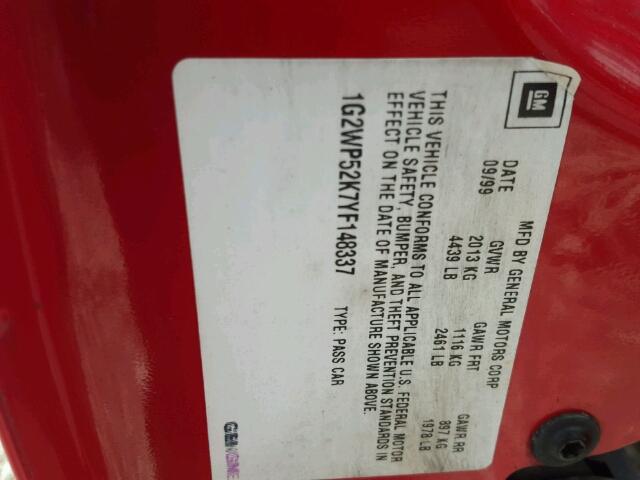 GM
MFD BY GENERAL MOTORS CORP
DATE GVWR GAWR FRT GAWR RR
09/99 2013 KG 1116 KG 897 KG
4439 LB 2461 LB 1978 LB
THIS VEHICLE CONFORMS TO ALL APPLICABLE U.S. FEDERAL MOTOR
VEHICLE SAFETY, BUMPER, AND THEFT PREVENTION STANDARDS IN
EFFECT ON THE DATE OF MANUFACTURE SHOWN ABOVE.
1G2WP52K7YF148337 TYPE: PASS CAR